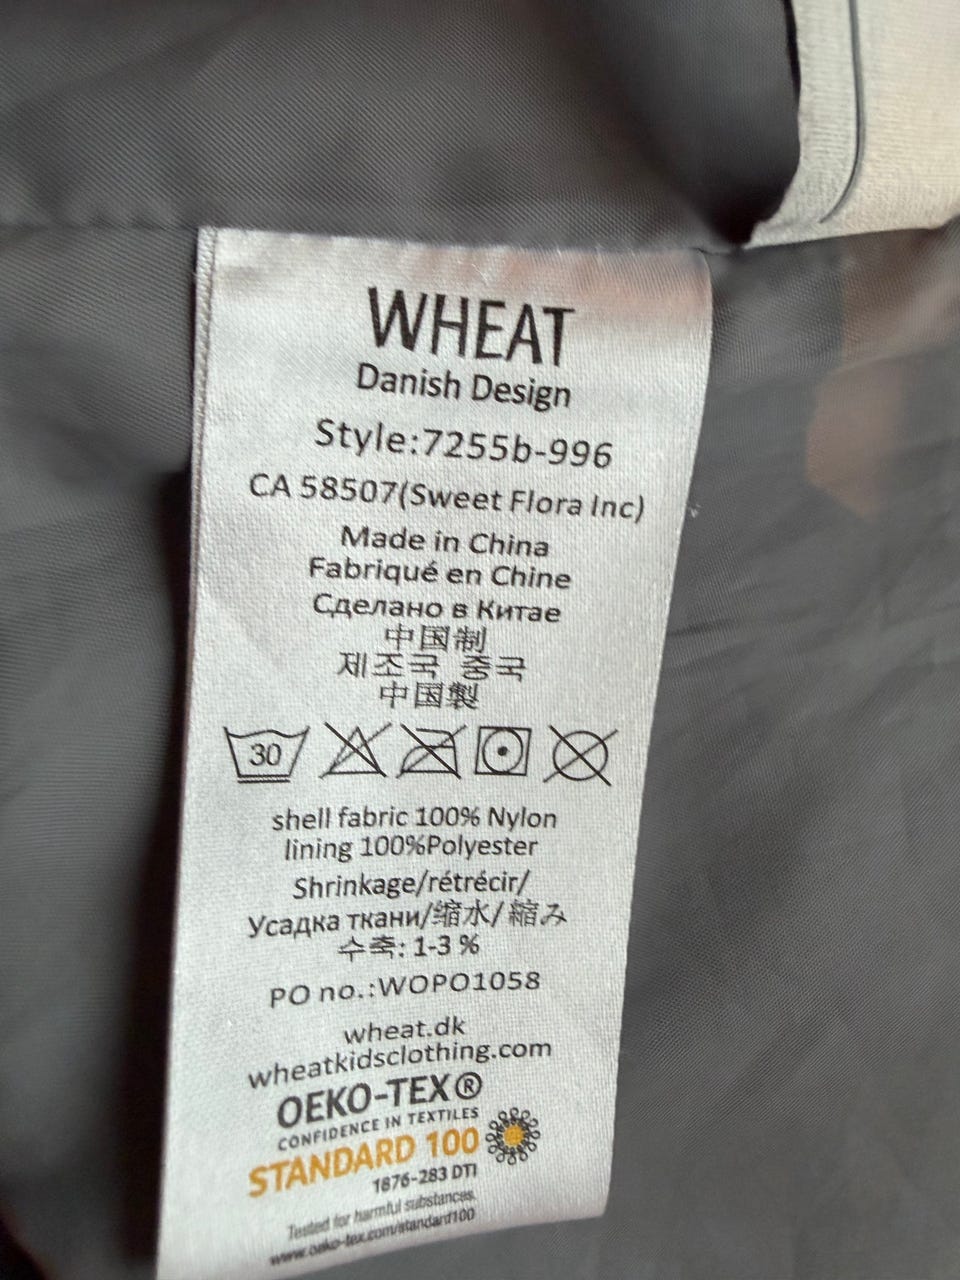 WHEAT
Danish Design
Style:7255b-996
CA 58507(Sweet Flora Inc)
Made in China
Fabriqué en Chine
Сделано в Китае
中国制
제조국 중국
中国製
30
shell fabric 100% Nylon
lining 100%Polyester
Shrinkage/rétrécir/
Усадка ткани/缩水/縮み
수축: 1-3 %
PO no.:WOPO1058
wheat.dk
wheatkidsclothing.com
OEKO-TEX®
CONFIDENCE IN TEXTILES
STANDARD 100
1876-283 DTI
Tested for harmful substances.
www.oeko-tex.com/standard100